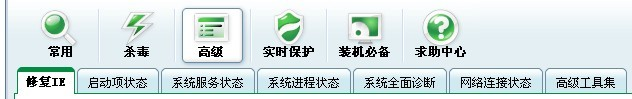 常用 杀毒 高级 实时保护 装机必备 求助中心
修复IE 启动项状态 系统服务状态 系统进程状态 系统全面诊断 网络连接状态 高级工具集